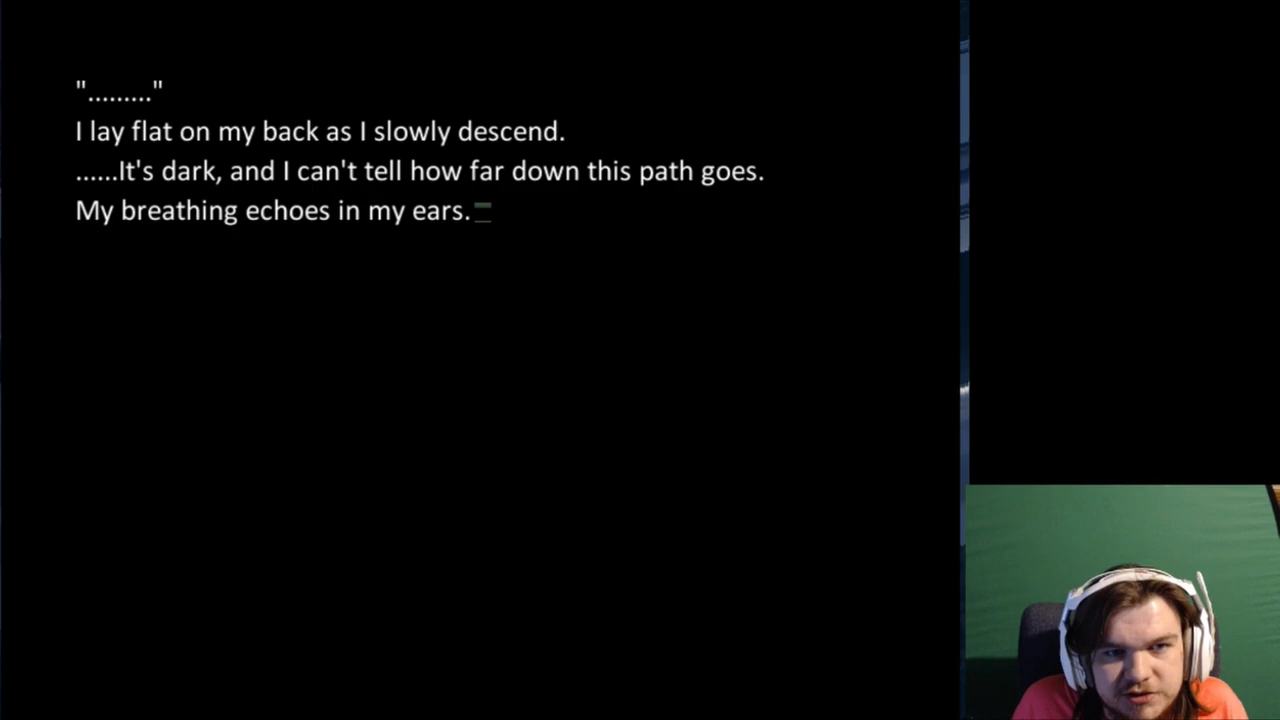 "........."
I lay flat on my back as I slowly descend.
......It's dark, and I can't tell how far down this path goes.
My breathing echoes in my ears.